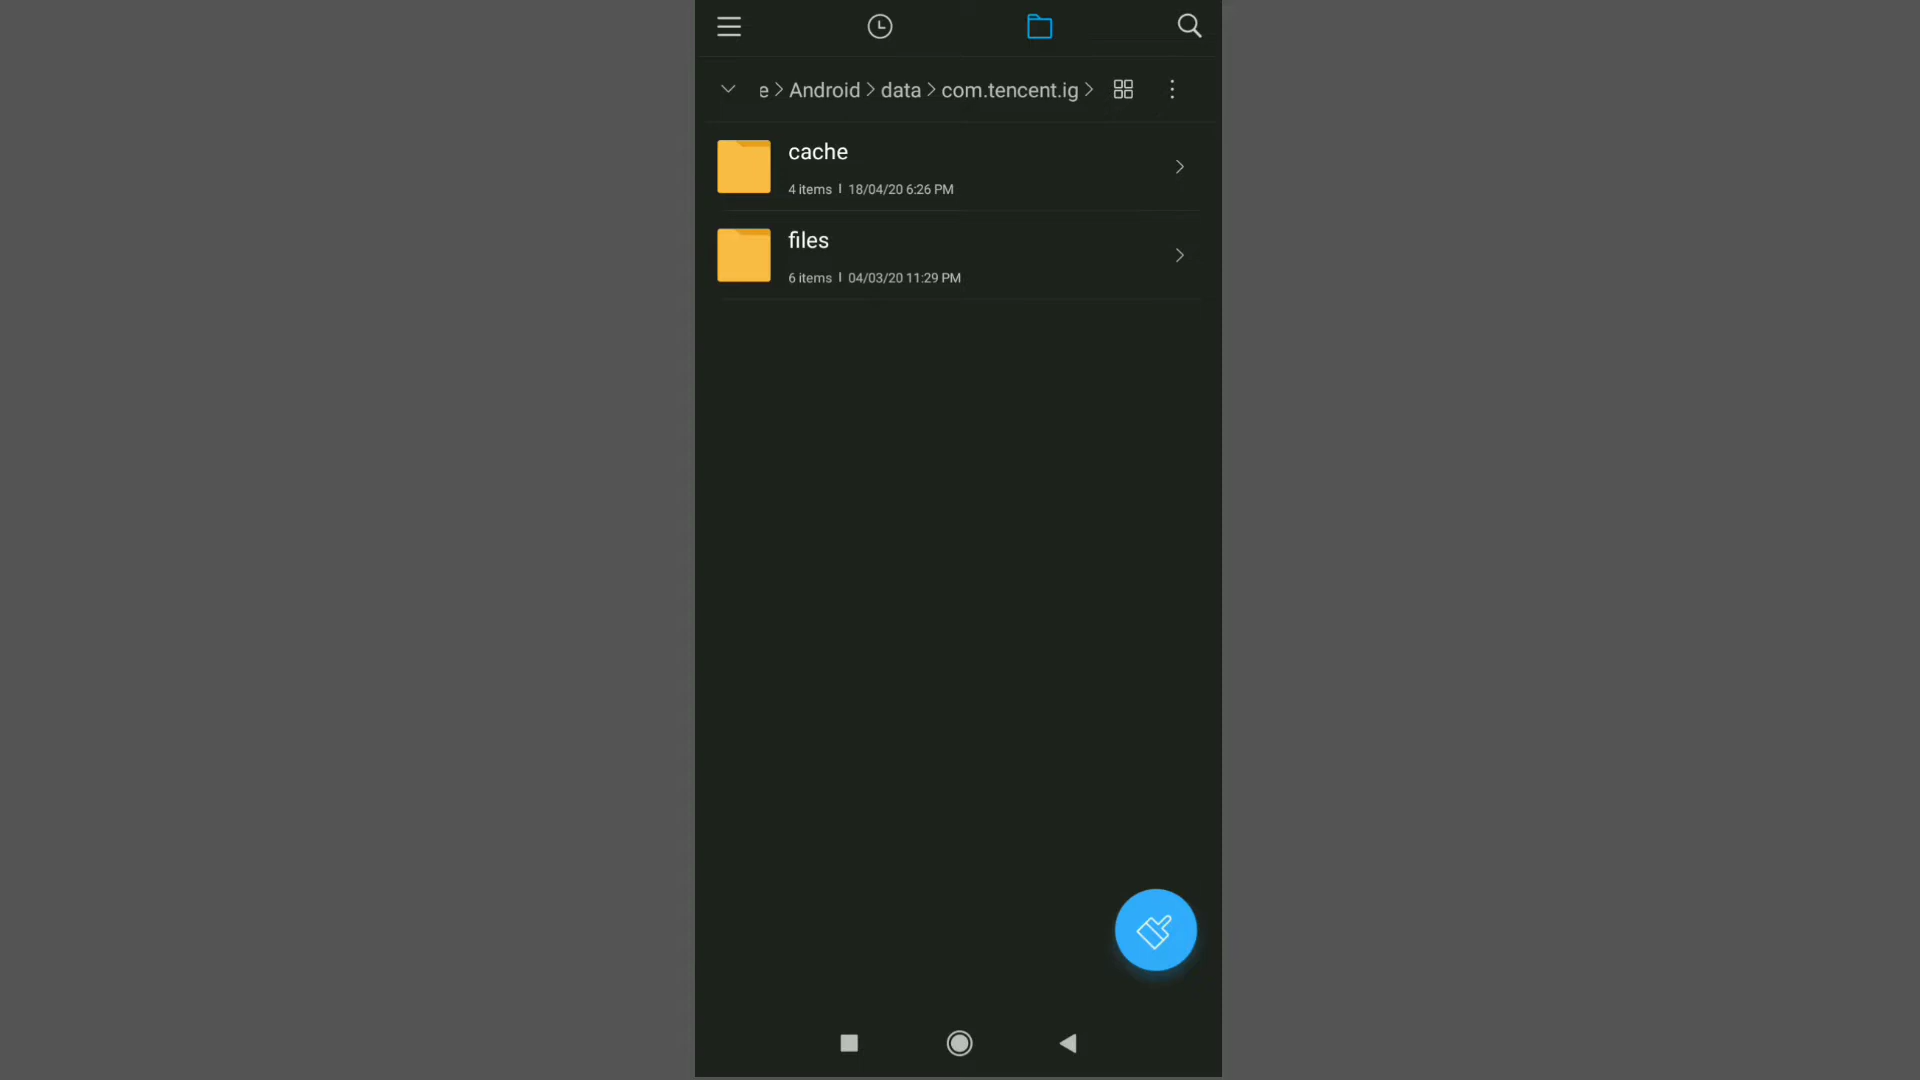 e > Android > data > com.tencent.ig >
cache
4 items | 18/04/20 6:26 PM
files
6 items | 04/03/20 11:29 PM